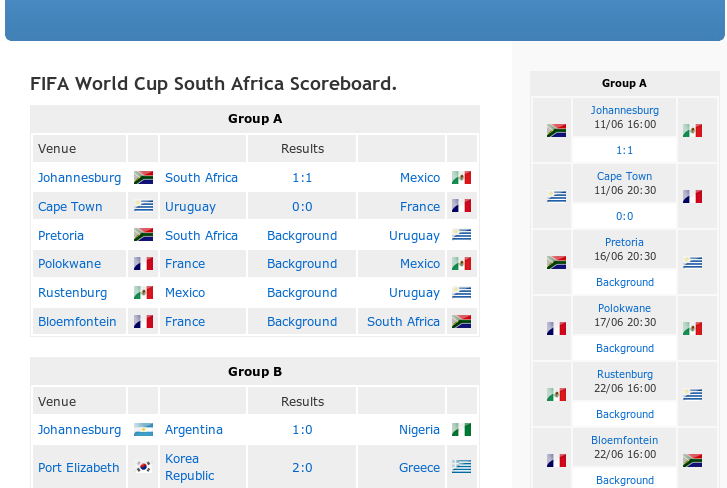 FIFA World Cup South Africa Scoreboard.
Group A
Venue Results
Johannesburg South Africa 1:1 Mexico
Cape Town Uruguay 0:0 France
Pretoria South Africa Background Uruguay
Polokwane France Background Mexico
Rustenburg Mexico Background Uruguay
Bloemfontein France Background South Africa
Group B
Venue Results
Johannesburg Argentina 1:0 Nigeria
Port Elizabeth Korea Republic 2:0 Greece
Group A
Johannesburg
11/06 16:00
1:1
Cape Town
11/06 20:30
0:0
Pretoria
16/06 20:30
Background
Polokwane
17/06 20:30
Background
Rustenburg
22/06 16:00
Background
Bloemfontein
22/06 16:00
Background